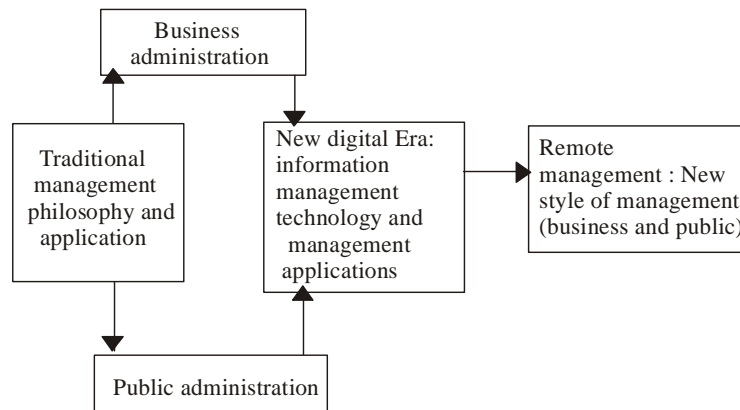 Business
administration
Traditional
management
philosophy and
application
New digital Era:
information
management
technology and
management
applications
Remote
management : New
style of management
(business and public)
Public administration